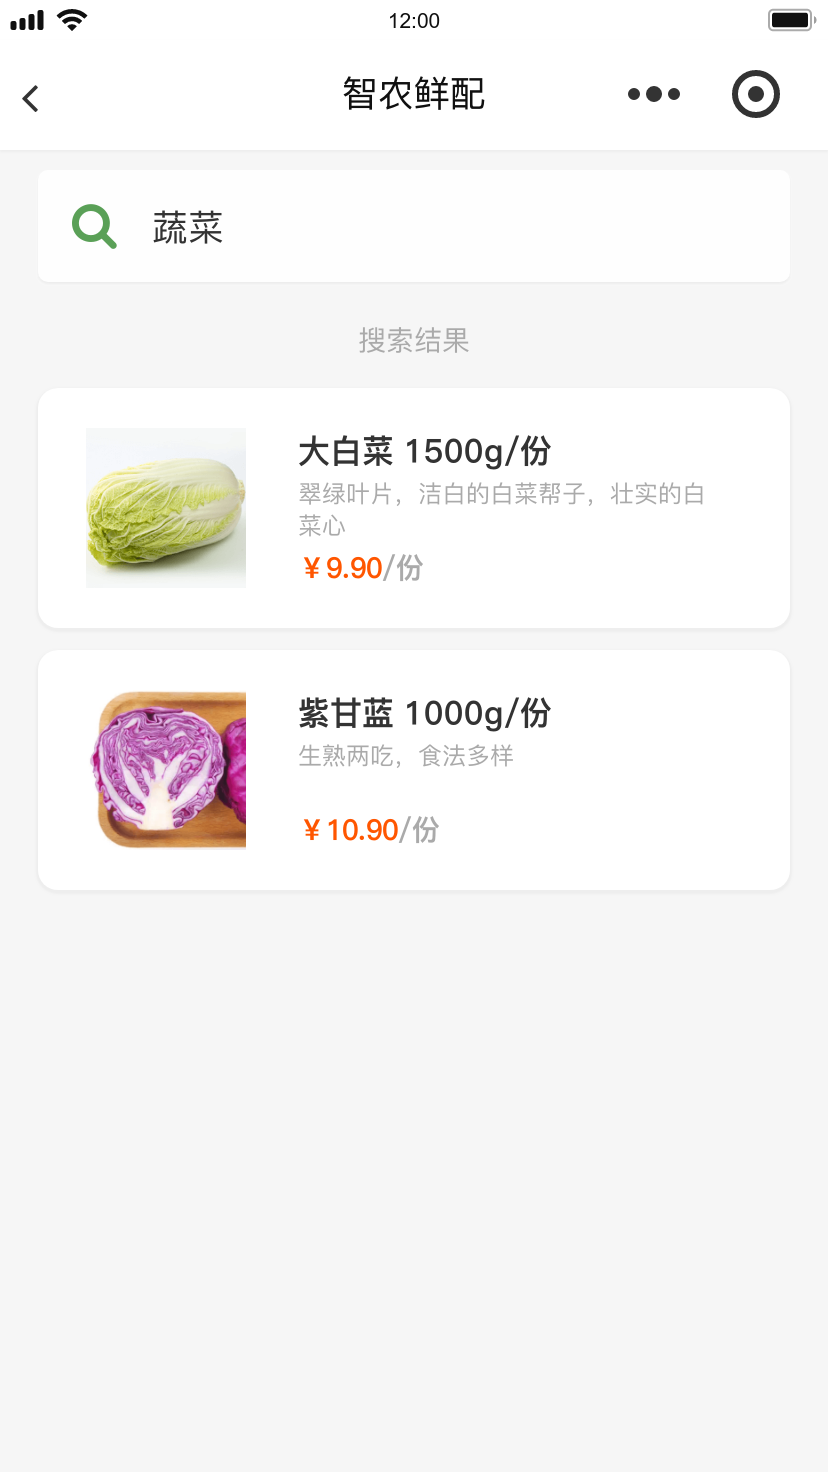 12:00
智农鲜配
蔬菜
搜索结果
大白菜 1500g/份
翠绿叶片，洁白的白菜帮子，壮实的白
菜心
￥9.90/份
紫甘蓝 1000g/份
生熟两吃，食法多样
￥10.90/份